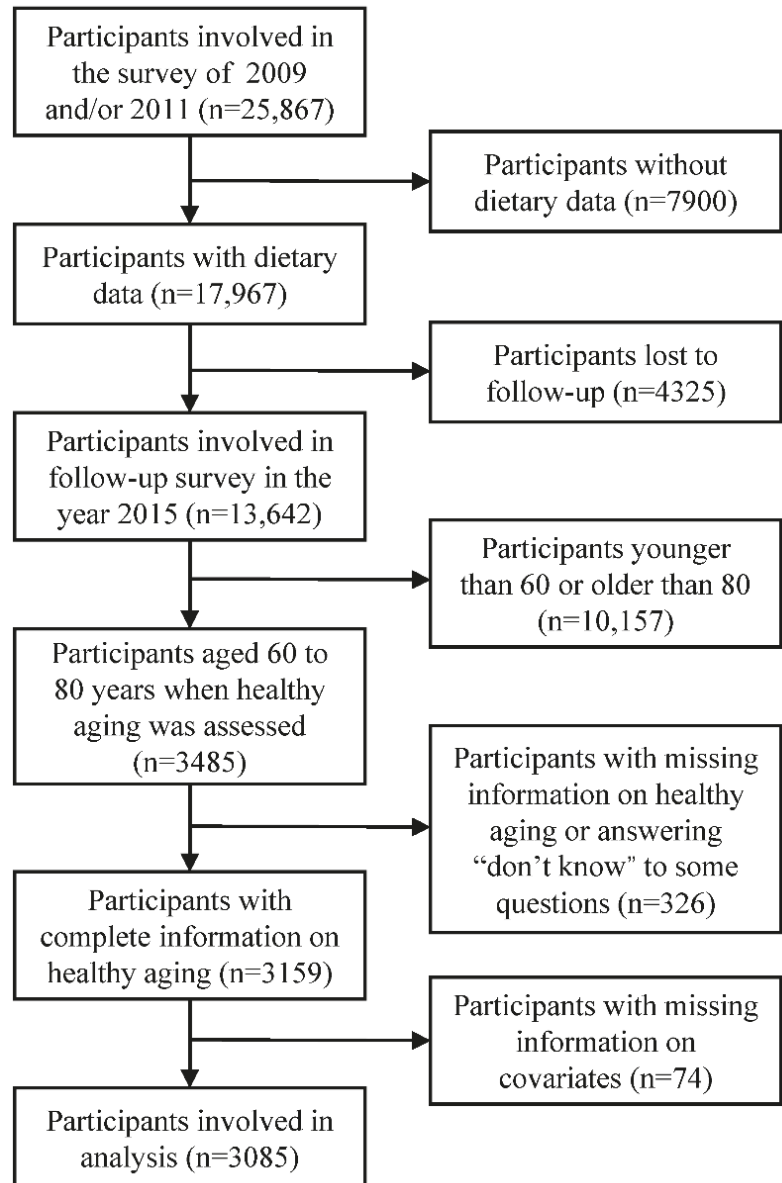 Participants involved in
the survey of 2009
and/or 2011 (n=25,867)
Participants without
dietary data (n=7900)
Participants with dietary
data (n=17,967)
Participants lost to
follow-up (n=4325)
Participants involved in
follow-up survey in the
year 2015 (n=13,642)
Participants younger
than 60 or older than 80
(n=10,157)
Participants aged 60 to
80 years when healthy
aging was assessed
(n=3485)
Participants with missing
information on healthy
aging or answering
“don’t know” to some
questions (n=326)
Participants with
complete information on
healthy aging (n=3159)
Participants with missing
information on
covariates (n=74)
Participants involved in
analysis (n=3085)